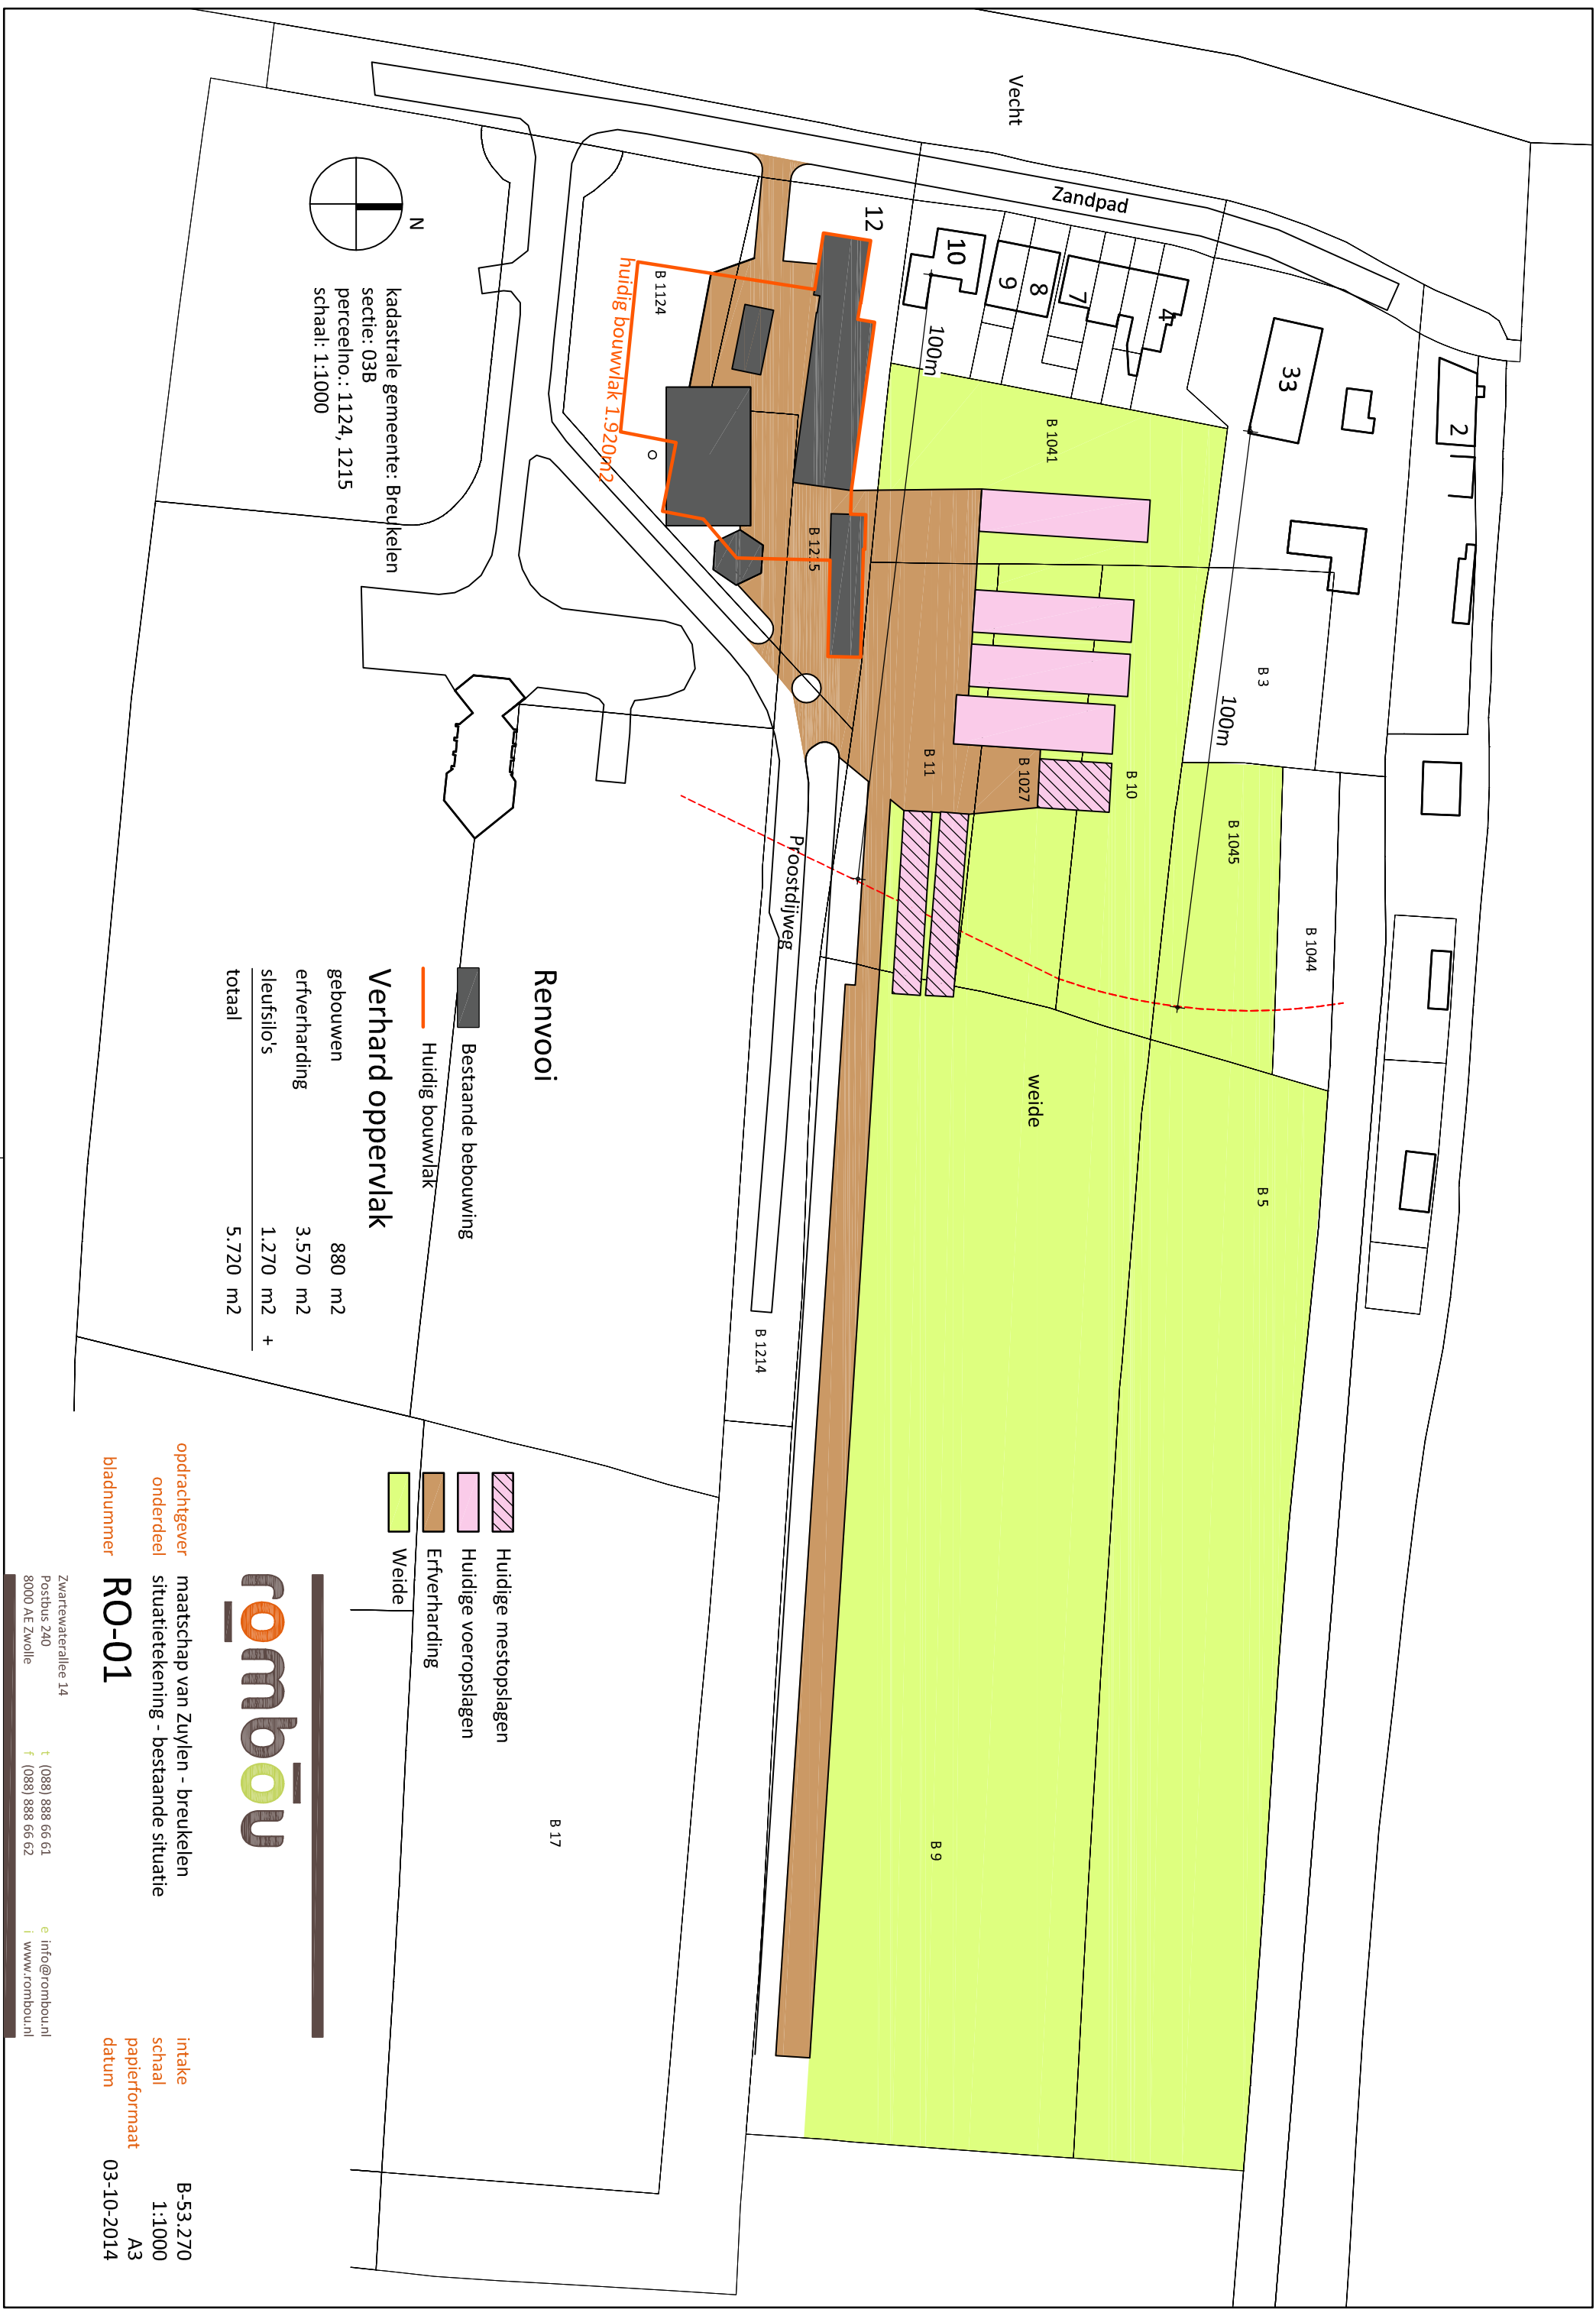 Vecht
Zandpad
12
10
9
8
7
4
33
2
100m
100m
B 1124
B 1215
B 1041
B 3
B 11
B 1027
B 10
B 1045
B 1044
B 5
B 9
B 1214
B 17
weide
Proostdijweg
huidig bouwvlak 1.920m2
N
kadastrale gemeente: Breukelen
sectie: 03B
perceelno.: 1124, 1215
schaal: 1:1000
Renvooi
Bestaande bebouwing
Huidig bouwvlak
Verhard oppervlak
gebouwen 880 m2
erfverharding 3.570 m2
sleufsilo's 1.270 m2 +
totaal 5.720 m2
Huidige mestopslagen
Huidige voeropslagen
Erfverharding
Weide
rombou
opdrachtgever maatschap van Zuylen - breukelen
onderdeel situatietekening - bestaande situatie
bladnummer RO-01
intake B-53.270
schaal 1:1000
papierformaat A3
datum 03-10-2014
Zwartewaterallee 14
Postbus 240 t (088) 888 66 61 e info@rombou.nl
8000 AE Zwolle f (088) 888 66 62 i www.rombou.nl